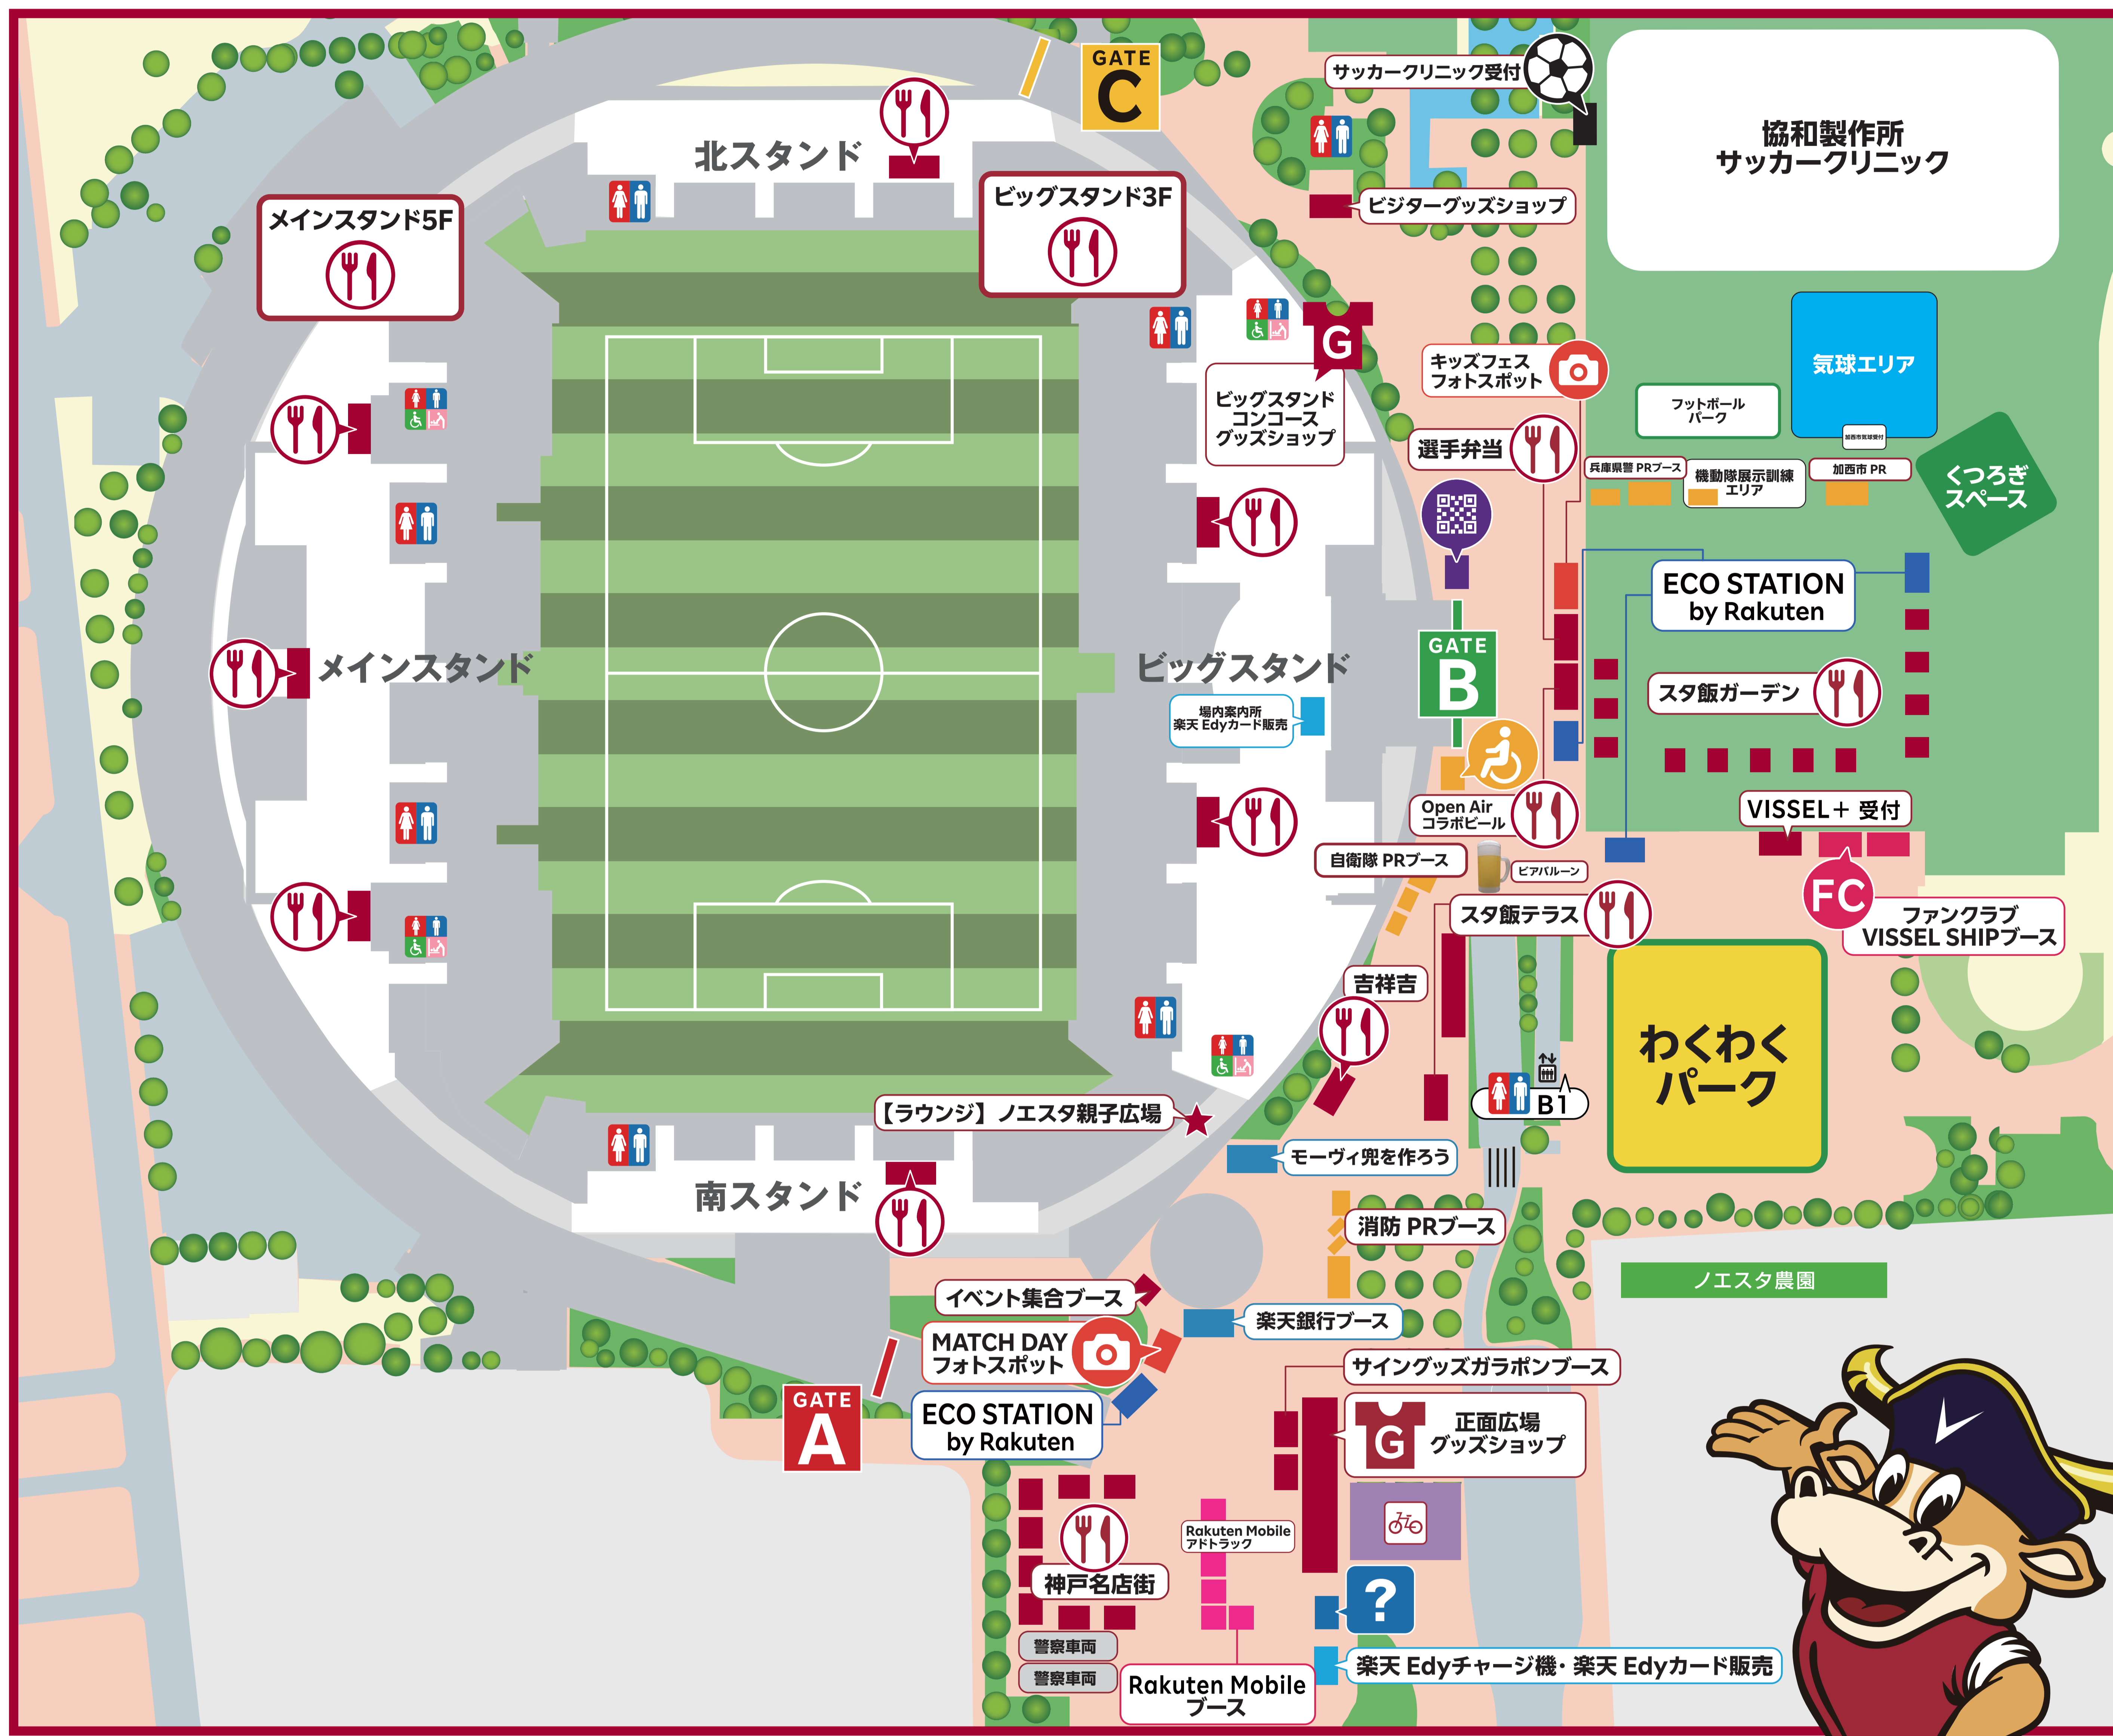 GATE
C
サッカークリニック受付
協和製作所
サッカークリニック
北スタンド
メインスタンド5F
ビッグスタンド3F
ビジターグッズショップ
G
ビッグスタンド
コンコース
グッズショップ
キッズフェス
フォトスポット
気球エリア
フットボール
パーク
加西市気球受付
選手弁当
兵庫県警 PRブース
機動隊展示訓練
エリア
加西市 PR
くつろぎ
スペース
ECO STATION
by Rakuten
メインスタンド
ビッグスタンド
GATE
B
スタ飯ガーデン
場内案内所
楽天 Edyカード販売
Open Air
コラボビール
VISSEL＋ 受付
自衛隊 PRブース
ビアバルーン
FC
ファンクラブ
VISSEL SHIPブース
スタ飯テラス
吉祥吉
わくわく
パーク
B1
【ラウンジ】ノエスタ親子広場
モーヴィ兜を作ろう
南スタンド
消防 PRブース
ノエスタ農園
イベント集合ブース
楽天銀行ブース
MATCH DAY
フォトスポット
サイングッズガラポンブース
GATE
A
ECO STATION
by Rakuten
G
正面広場
グッズショップ
Rakuten Mobile
アドトラック
神戸名店街
?
警察車両
警察車両
Rakuten Mobile
ブース
楽天 Edyチャージ機・楽天 Edyカード販売